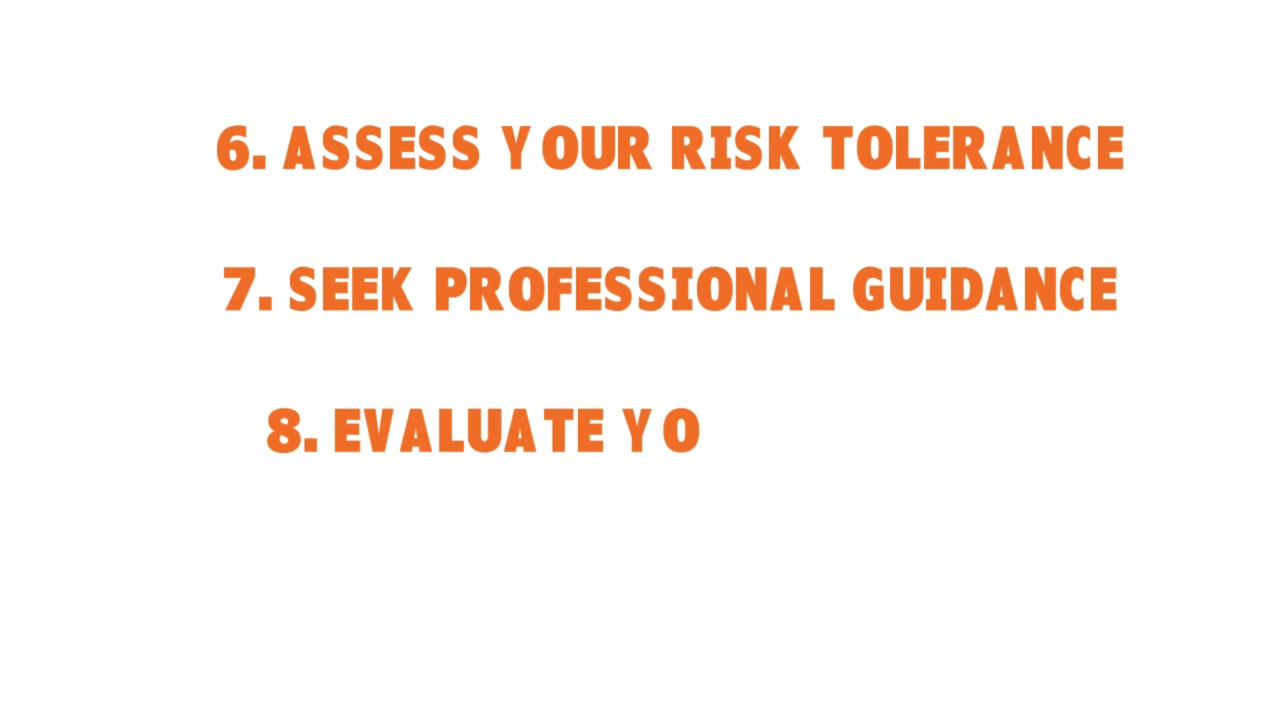 6. ASSESS YOUR RISK TOLERANCE
7. SEEK PROFESSIONAL GUIDANCE
8. EVALUATE YO